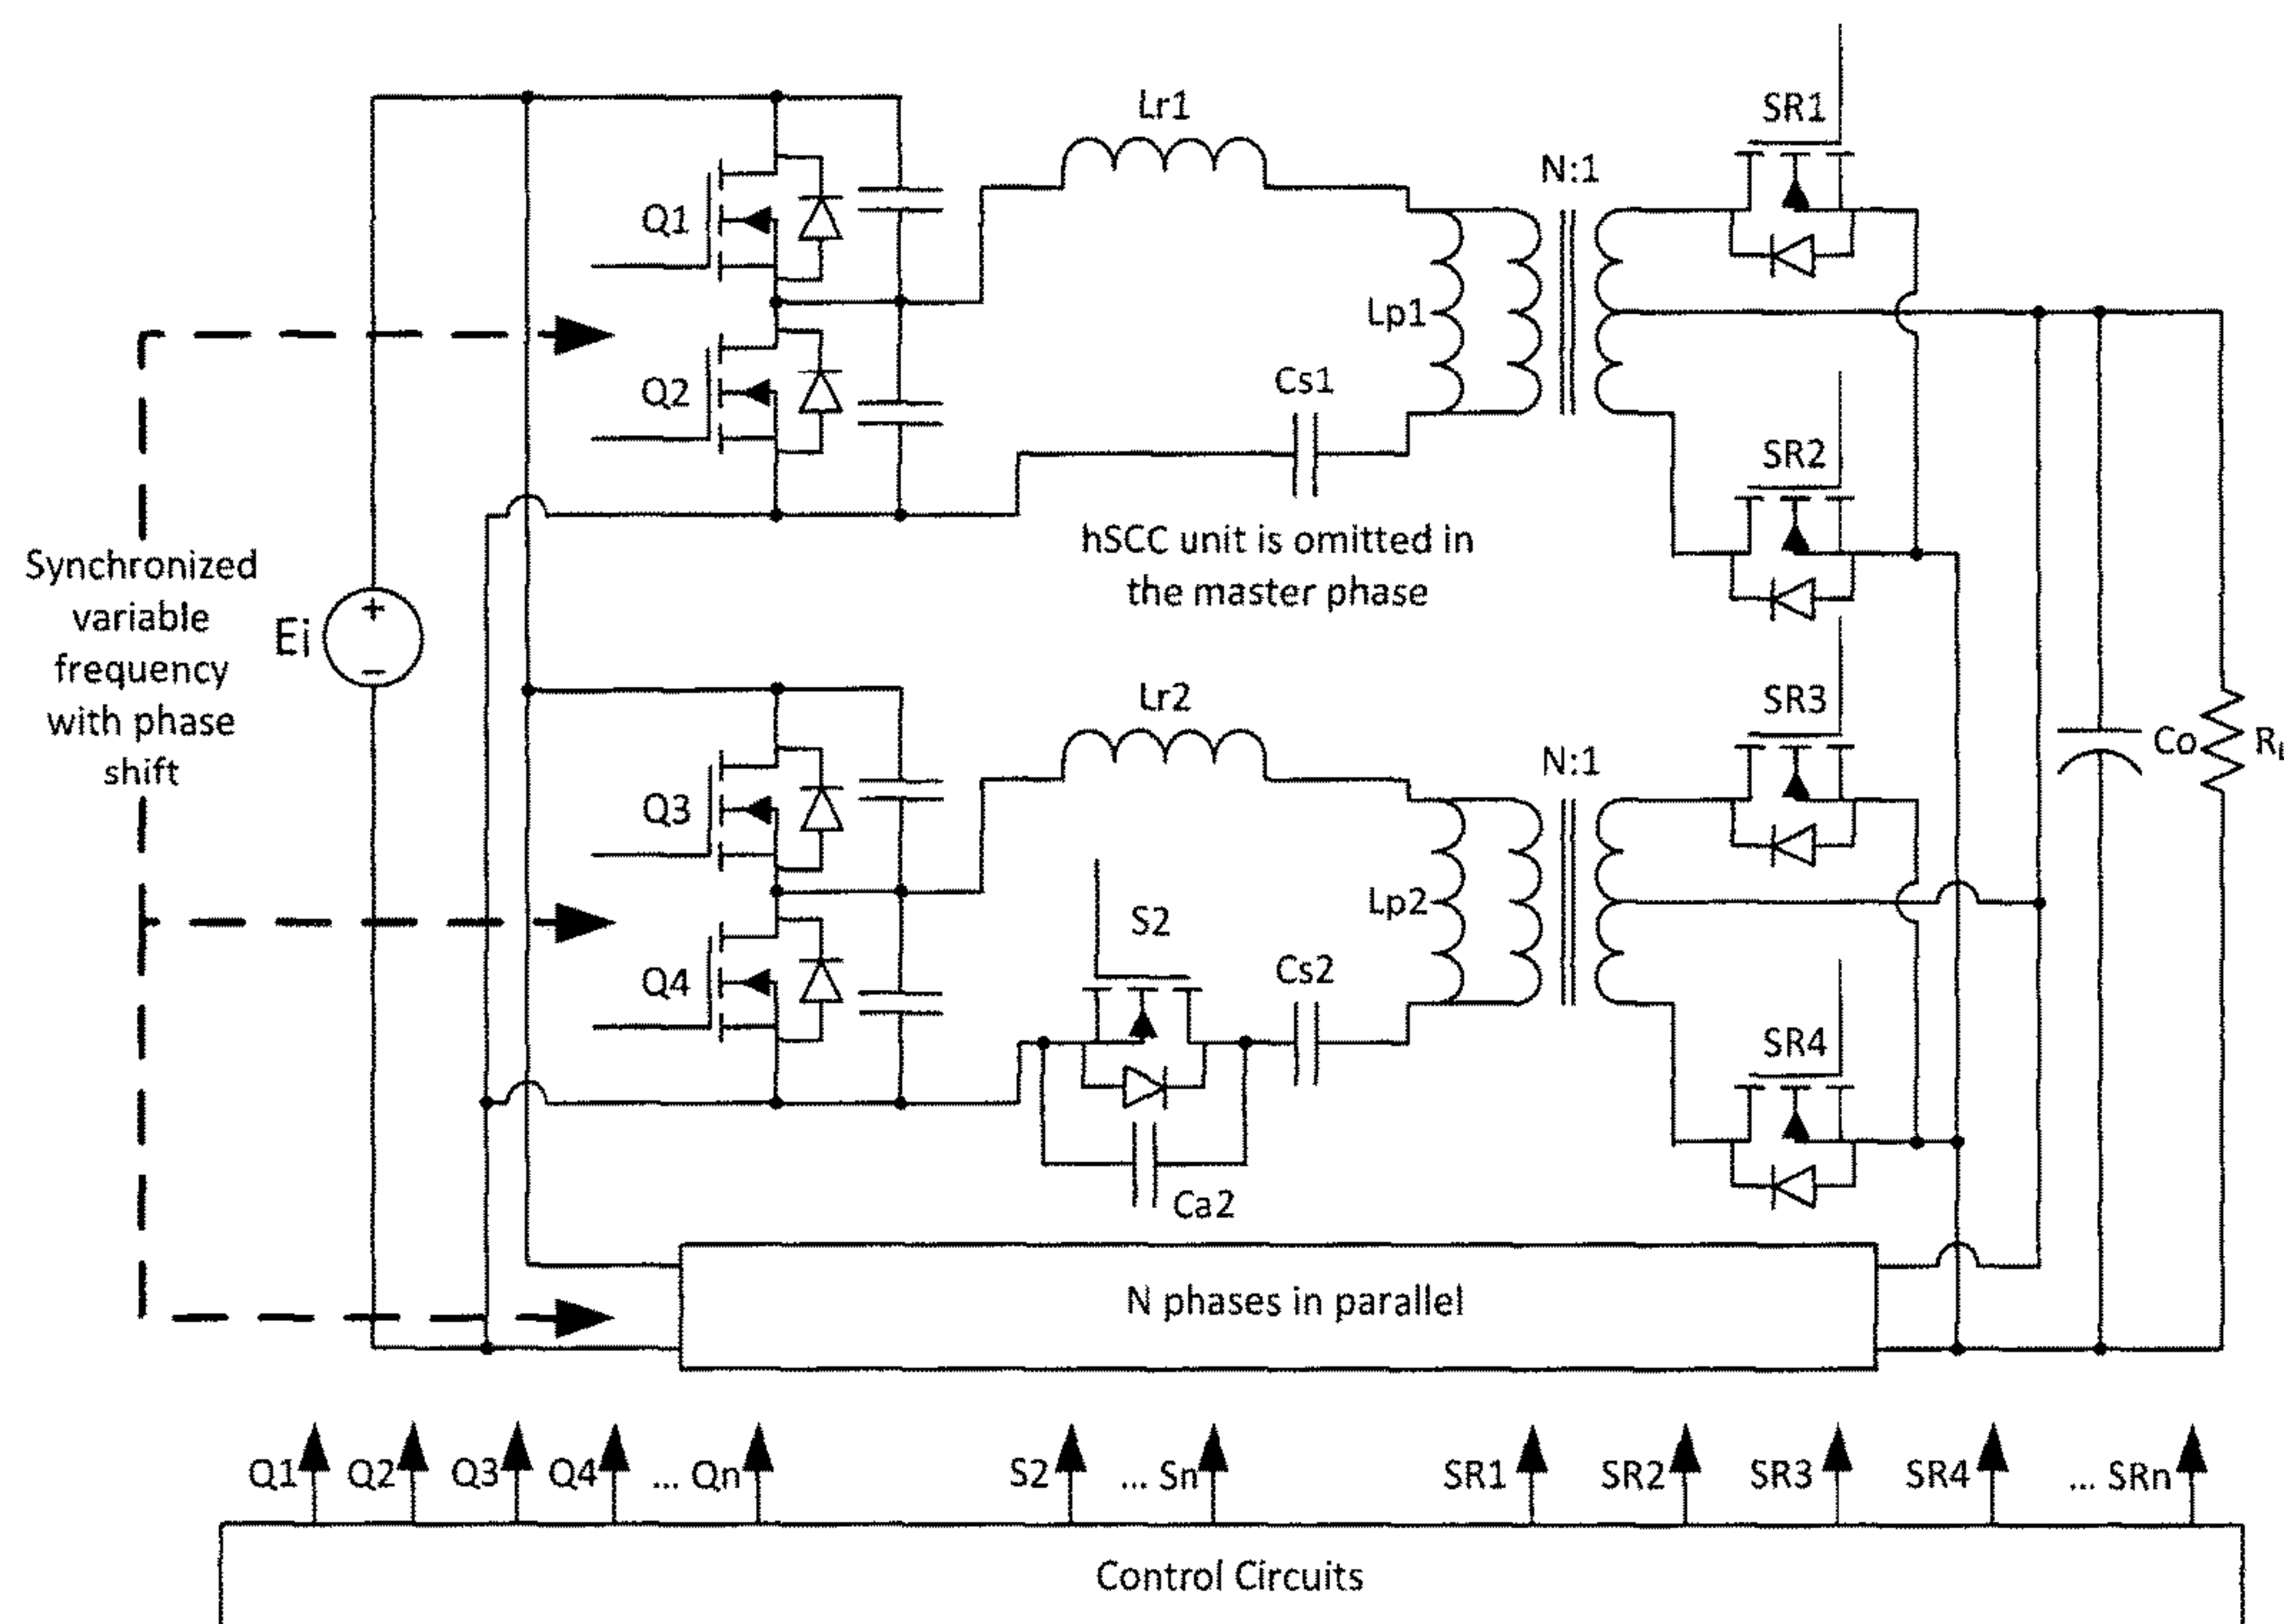 Lr1
SR1
N:1
Q1
Lp1
Q2
Cs1
SR2
hSCC unit is omitted in
the master phase
Synchronized
variable
frequency
with phase
shift
Ei
+
−
Lr2
SR3
N:1
Co
Q3
Lp2
S2
Cs2
Q4
SR4
Ca2
N phases in parallel
Q1 Q2 Q3 Q4 ... Qn S2 ... Sn SR1 SR2 SR3 SR4 ... SRn
Control Circuits